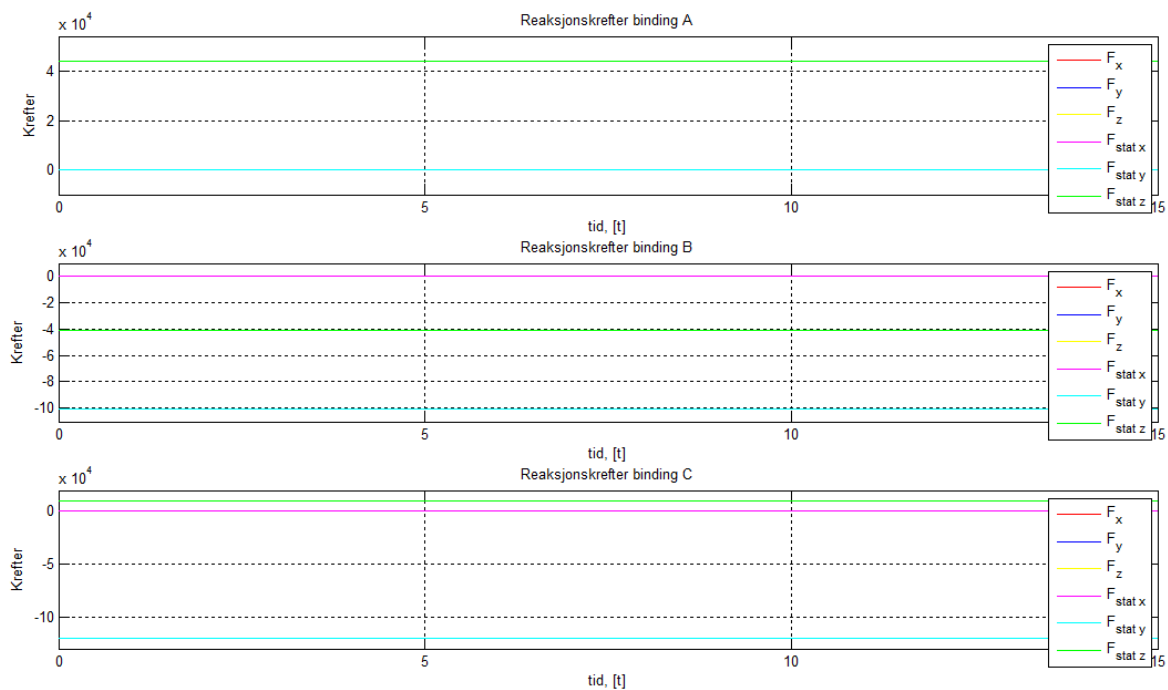 Reaksjonskrefter binding A
x 10^4
4
2
0
Krefter
0 5 10 15
tid, [t]
F_x
F_y
F_z
F_stat x
F_stat y
F_stat z
Reaksjonskrefter binding B
x 10^4
0
-2
-4
-6
-8
-10
Krefter
0 5 10 15
tid, [t]
F_x
F_y
F_z
F_stat x
F_stat y
F_stat z
Reaksjonskrefter binding C
x 10^4
0
-5
-10
Krefter
0 5 10 15
tid, [t]
F_x
F_y
F_z
F_stat x
F_stat y
F_stat z